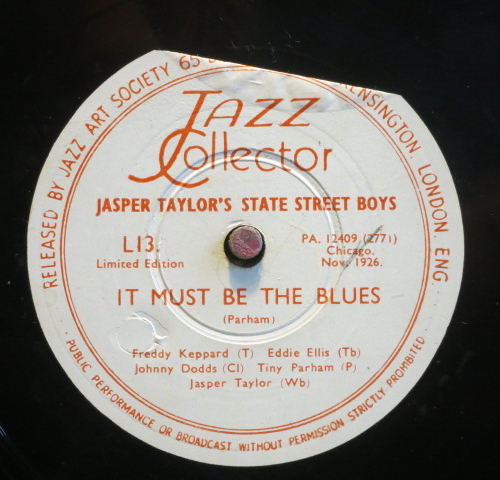 RELEASED BY JAZZ ART SOCIETY 65 KENSINGTON. LONDON ENG.
JAZZ
Collector
JASPER TAYLOR'S STATE STREET BOYS
L13.
Limited Edition
PA. 12409 (2771)
Chicago.
Nov. 1926.
IT MUST BE THE BLUES
(Parham)
Freddy Keppard (T) Eddie Ellis (Tb)
Johnny Dodds (Cl) Tiny Parham (P)
Jasper Taylor (Wb)
PUBLIC PERFORMANCE OR BROADCAST WITHOUT PERMISSION STRICTLY PROHIBITED